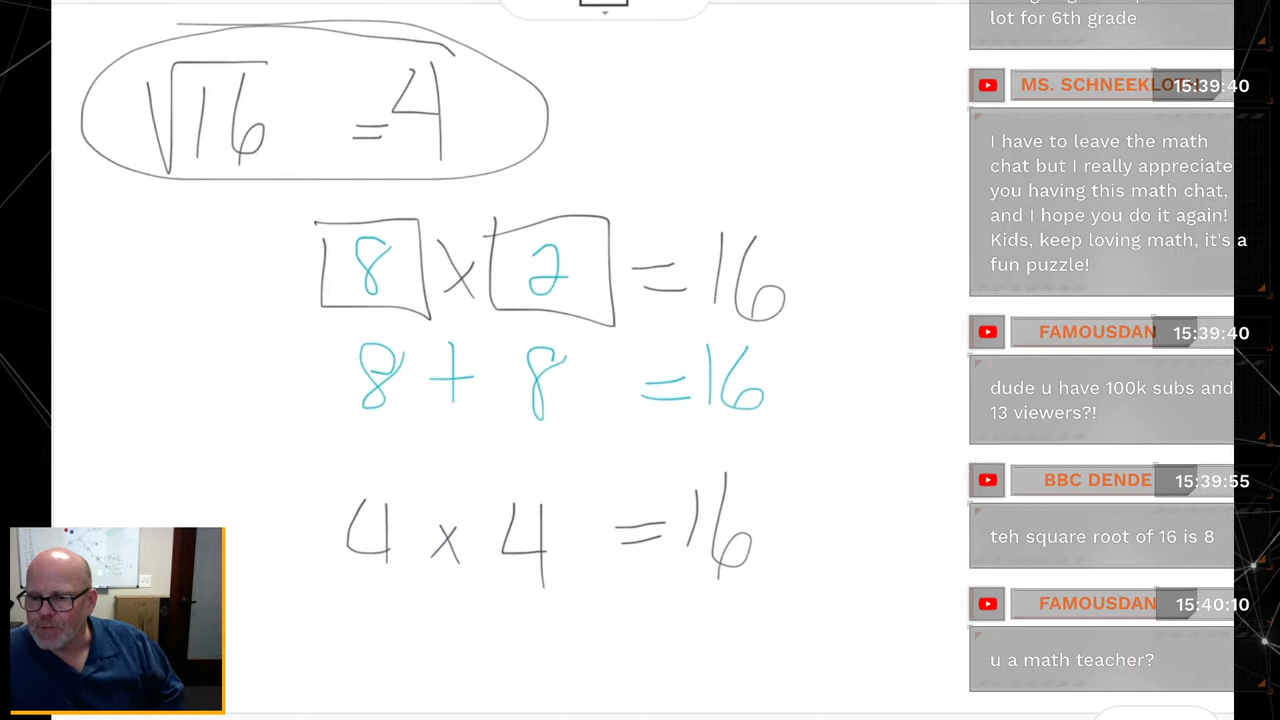 √16 = 4
8 × 2 = 16
8 + 8 = 16
4 × 4 = 16
lot for 6th grade
MS. SCHNEEKLOTH 15:39:40
I have to leave the math
chat but I really appreciate
you having this math chat,
and I hope you do it again!
Kids, keep loving math, it's a
fun puzzle!
FAMOUSDAN 15:39:40
dude u have 100k subs and
13 viewers?!
BBC DENDE 15:39:55
teh square root of 16 is 8
FAMOUSDAN 15:40:10
u a math teacher?